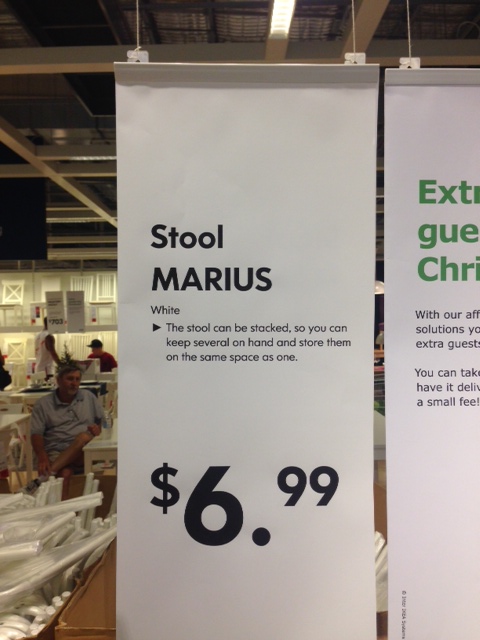 Stool
MARIUS
White
► The stool can be stacked, so you can
keep several on hand and store them
on the same space as one.
$6.99
Extr
gue
Chri
With our aff
solutions yo
extra guests
You can take
have it deliv
a small fee!